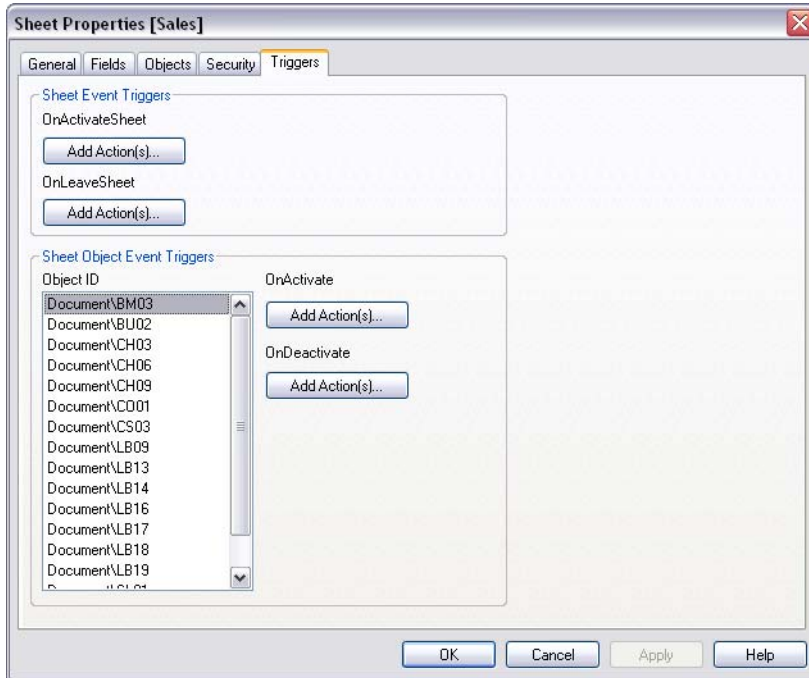 Sheet Properties [Sales]
General Fields Objects Security Triggers
Sheet Event Triggers
OnActivateSheet
Add Action(s)...
OnLeaveSheet
Add Action(s)...
Sheet Object Event Triggers
Object ID
Document\BM03
Document\BU02
Document\CH03
Document\CH06
Document\CH09
Document\CO01
Document\CS03
Document\LB09
Document\LB13
Document\LB14
Document\LB16
Document\LB17
Document\LB18
Document\LB19
OnActivate
Add Action(s)...
OnDeactivate
Add Action(s)...
OK Cancel Apply Help